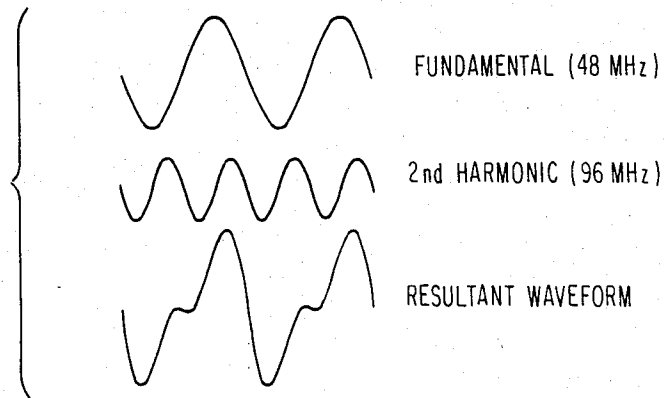 FUNDAMENTAL (48 MHz)
2nd HARMONIC (96 MHz)
RESULTANT WAVEFORM